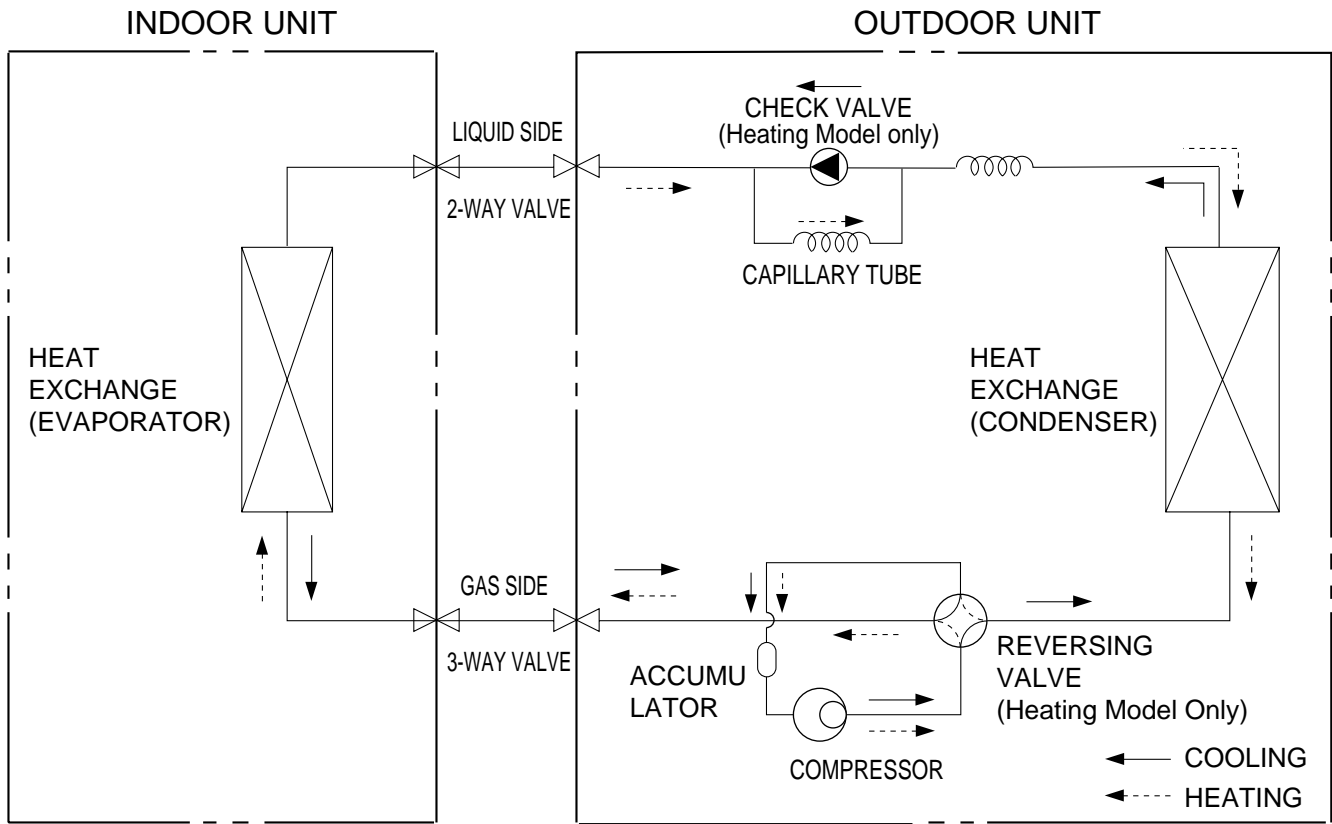 INDOOR UNIT
OUTDOOR UNIT
LIQUID SIDE
2-WAY VALVE
CHECK VALVE
(Heating Model only)
CAPILLARY TUBE
HEAT
EXCHANGE
(EVAPORATOR)
HEAT
EXCHANGE
(CONDENSER)
GAS SIDE
3-WAY VALVE
ACCUMU
LATOR
COMPRESSOR
REVERSING
VALVE
(Heating Model Only)
COOLING
HEATING